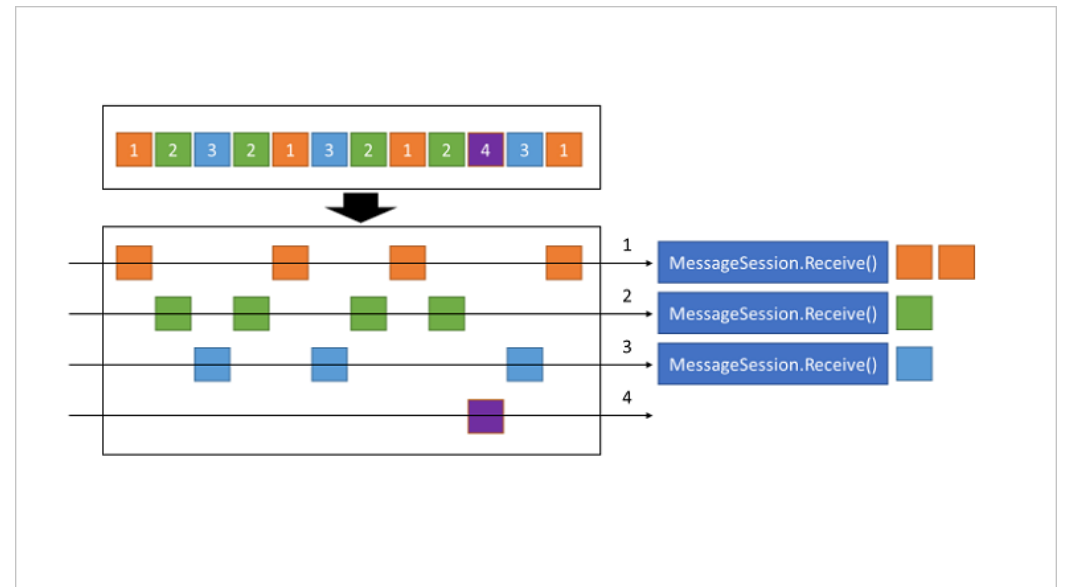 1 2 3 2 1 3 2 1 2 4 3 1
1
MessageSession.Receive()
2
MessageSession.Receive()
3
MessageSession.Receive()
4